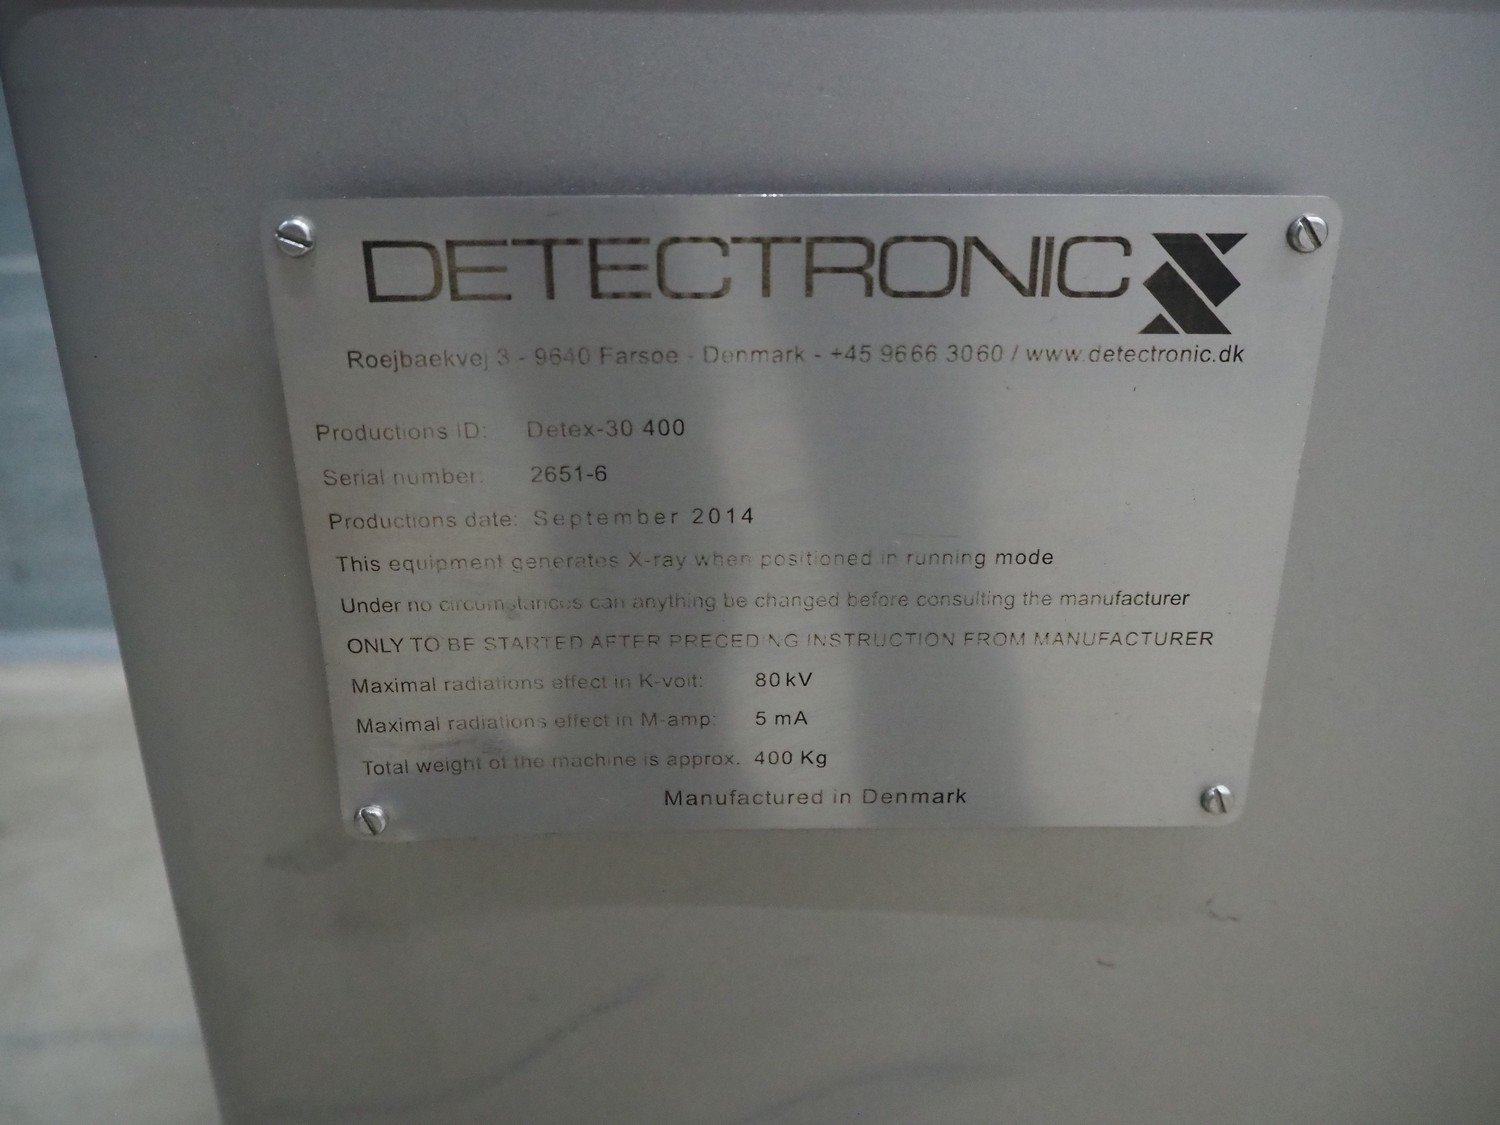 DETECTRONIC
Roejbaekvej 3 - 9640 Farsoe - Denmark - +45 9666 3060 / www.detectronic.dk
Productions ID: Detex-30 400
Serial number: 2651-6
Productions date: September 2014
This equipment generates X-ray when positioned in running mode
Under no circumstances can anything be changed before consulting the manufacturer
ONLY TO BE STARTED AFTER PRECEDING INSTRUCTION FROM MANUFACTURER
Maximal radiations effect in K-volt: 80 kV
Maximal radiations effect in M-amp: 5 mA
Total weight of the machine is approx. 400 Kg
Manufactured in Denmark